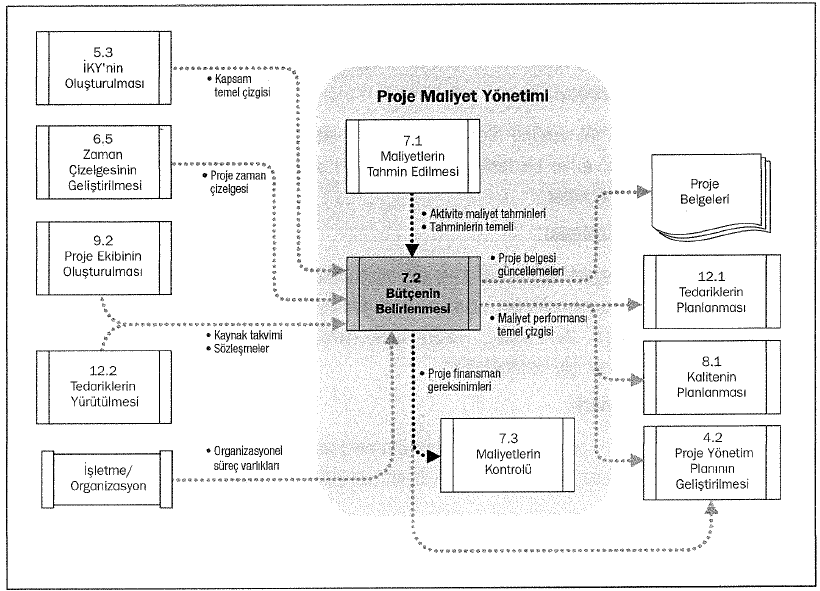 5.3
İKY'nin
Oluşturulması
• Kapsam
temel çizgisi
Proje Maliyet Yönetimi
7.1
Maliyetlerin
Tahmin Edilmesi
6.5
Zaman
Çizelgesinin
Geliştirilmesi
• Proje zaman
çizelgesi
Proje
Belgeleri
• Aktivite maliyet tahminleri
• Tahminlerin temeli
9.2
Proje Ekibinin
Oluşturulması
7.2
Bütçenin
Belirlenmesi
• Proje belgesi
güncellemeleri
12.1
Tedariklerin
Planlanması
• Maliyet performansı
temel çizgisi
• Kaynak takvimi
• Sözleşmeler
12.2
Tedariklerin
Yürütülmesi
• Proje finansman
gereksinimleri
8.1
Kalitenin
Planlanması
• Organizasyonel
süreç varlıkları
İşletme/
Organizasyon
7.3
Maliyetlerin
Kontrolü
4.2
Proje Yönetim
Planının
Geliştirilmesi